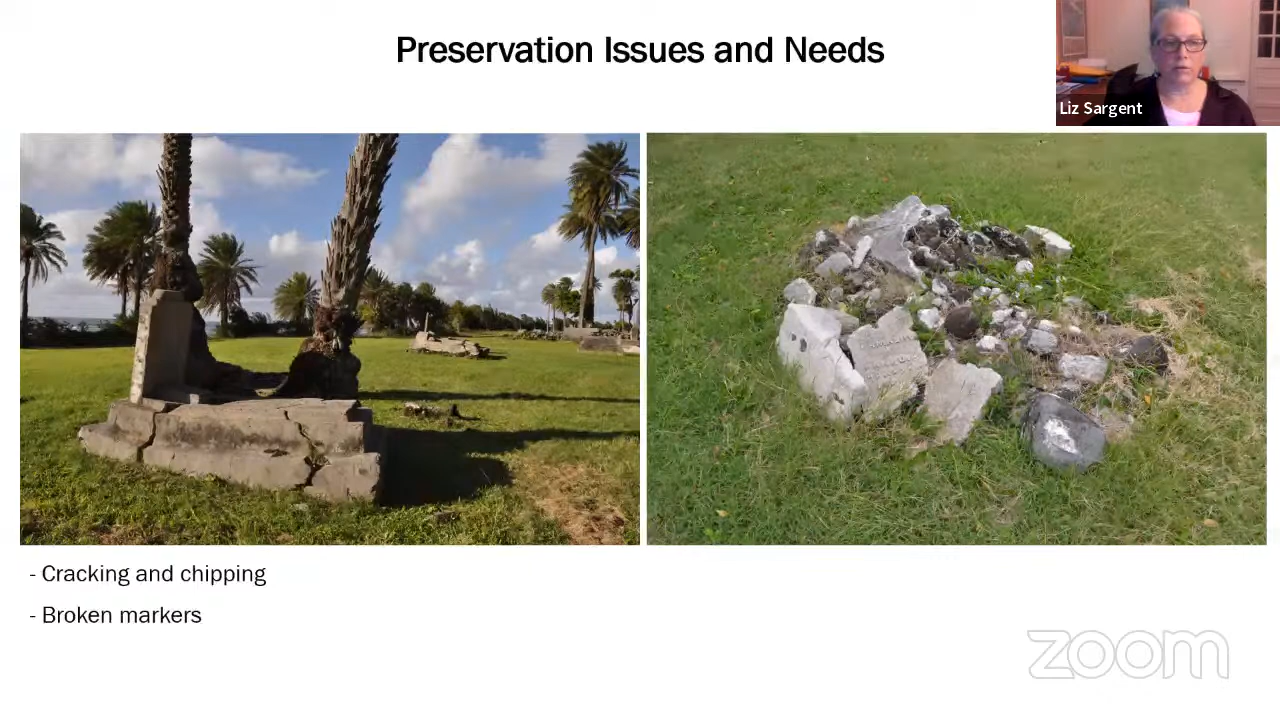 Preservation Issues and Needs
Liz Sargent
- Cracking and chipping
- Broken markers
zoom